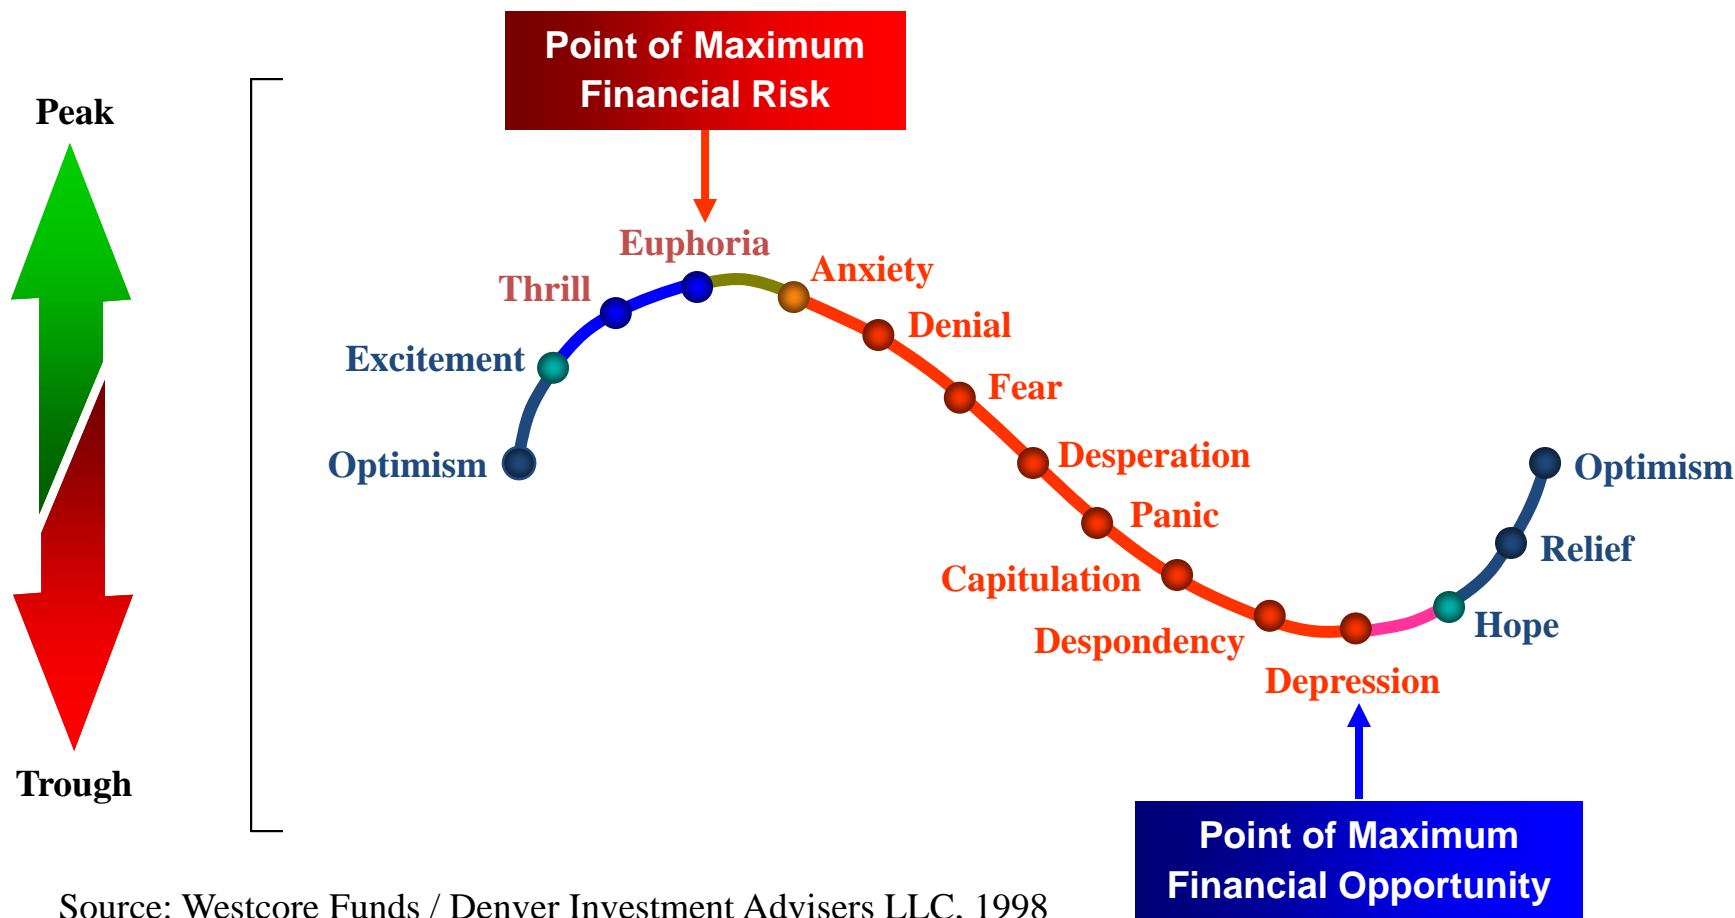 Point of Maximum
Financial Risk
Peak
Euphoria
Anxiety
Thrill
Denial
Excitement
Fear
Optimism
Desperation
Optimism
Panic
Relief
Capitulation
Hope
Despondency
Depression
Trough
Point of Maximum
Financial Opportunity
Source: Westcore Funds / Denver Investment Advisers LLC, 1998